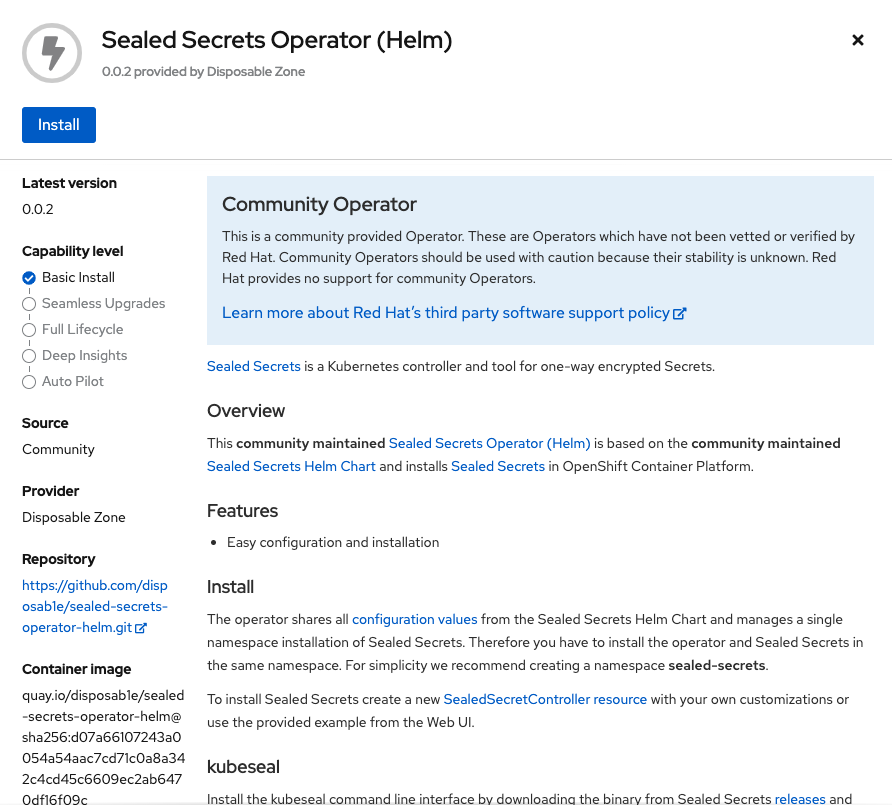 Sealed Secrets Operator (Helm)
0.0.2 provided by Disposable Zone
Install
Latest version
0.0.2
Capability level
Basic Install
Seamless Upgrades
Full Lifecycle
Deep Insights
Auto Pilot
Source
Community
Provider
Disposable Zone
Repository
https://github.com/disp
osab1e/sealed-secrets-
operator-helm.git
Container image
quay.io/disposab1e/sealed
-secrets-operator-helm@
sha256:d07a66107243a0
054a54aac7cd71c0a8a34
2c4cd45c6609ec2ab647
0df16f09c
Community Operator
This is a community provided Operator. These are Operators which have not been vetted or verified by
Red Hat. Community Operators should be used with caution because their stability is unknown. Red
Hat provides no support for community Operators.
Learn more about Red Hat's third party software support policy
Sealed Secrets is a Kubernetes controller and tool for one-way encrypted Secrets.
Overview
This community maintained Sealed Secrets Operator (Helm) is based on the community maintained
Sealed Secrets Helm Chart and installs Sealed Secrets in OpenShift Container Platform.
Features
Easy configuration and installation
Install
The operator shares all configuration values from the Sealed Secrets Helm Chart and manages a single
namespace installation of Sealed Secrets. Therefore you have to install the operator and Sealed Secrets in
the same namespace. For simplicity we recommend creating a namespace sealed-secrets.
To install Sealed Secrets create a new SealedSecretController resource with your own customizations or
use the provided example from the Web UI.
kubeseal
Install the kubeseal command line interface by downloading the binary from Sealed Secrets releases and